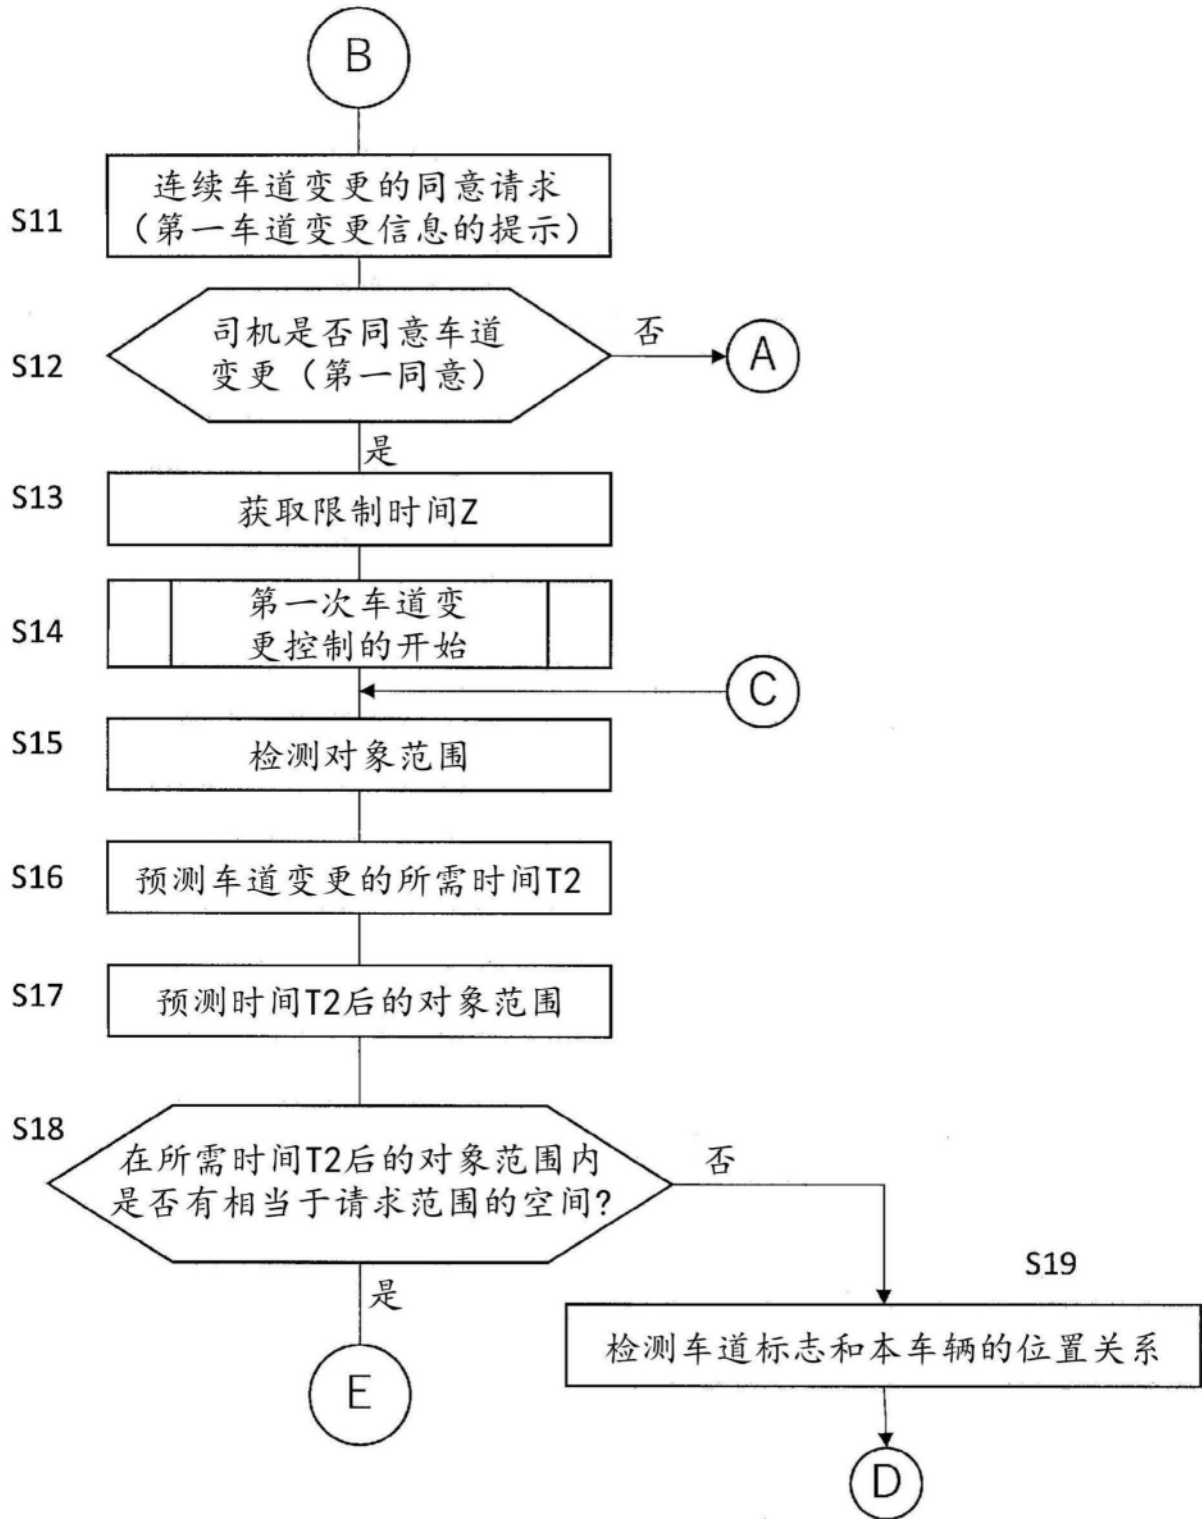 B
S11
连续车道变更的同意请求
（第一车道变更信息的提示）
S12
司机是否同意车道
变更（第一同意）
否
A
是
S13
获取限制时间Z
S14
第一次车道变
更控制的开始
C
S15
检测对象范围
S16
预测车道变更的所需时间T2
S17
预测时间T2后的对象范围
S18
在所需时间T2后的对象范围内
是否有相当于请求范围的空间?
否
是
E
S19
检测车道标志和本车辆的位置关系
D